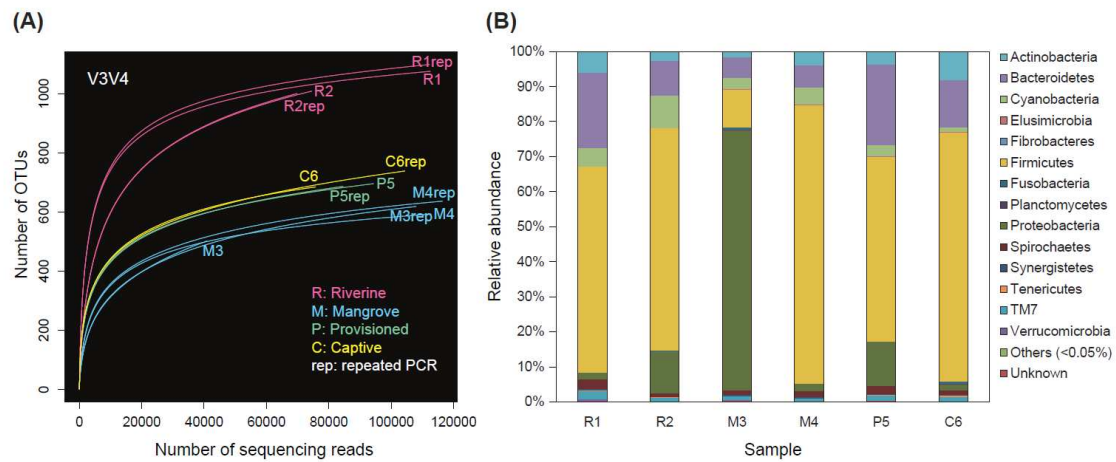 (A)
V3V4
R1rep
R1
R2
R2rep
C6rep
C6
P5
P5rep
M4rep
M3rep
M4
M3
R: Riverine
M: Mangrove
P: Provisioned
C: Captive
rep: repeated PCR
Number of OTUs
0
200
400
600
800
1000
0
20000
40000
60000
80000
100000
120000
Number of sequencing reads
(B)
Relative abundance
100%
90%
80%
70%
60%
50%
40%
30%
20%
10%
0%
R1
R2
M3
M4
P5
C6
Sample
Actinobacteria
Bacteroidetes
Cyanobacteria
Elusimicrobia
Fibrobacteres
Firmicutes
Fusobacteria
Planctomycetes
Proteobacteria
Spirochaetes
Synergistetes
Tenericutes
TM7
Verrucomicrobia
Others (<0.05%)
Unknown